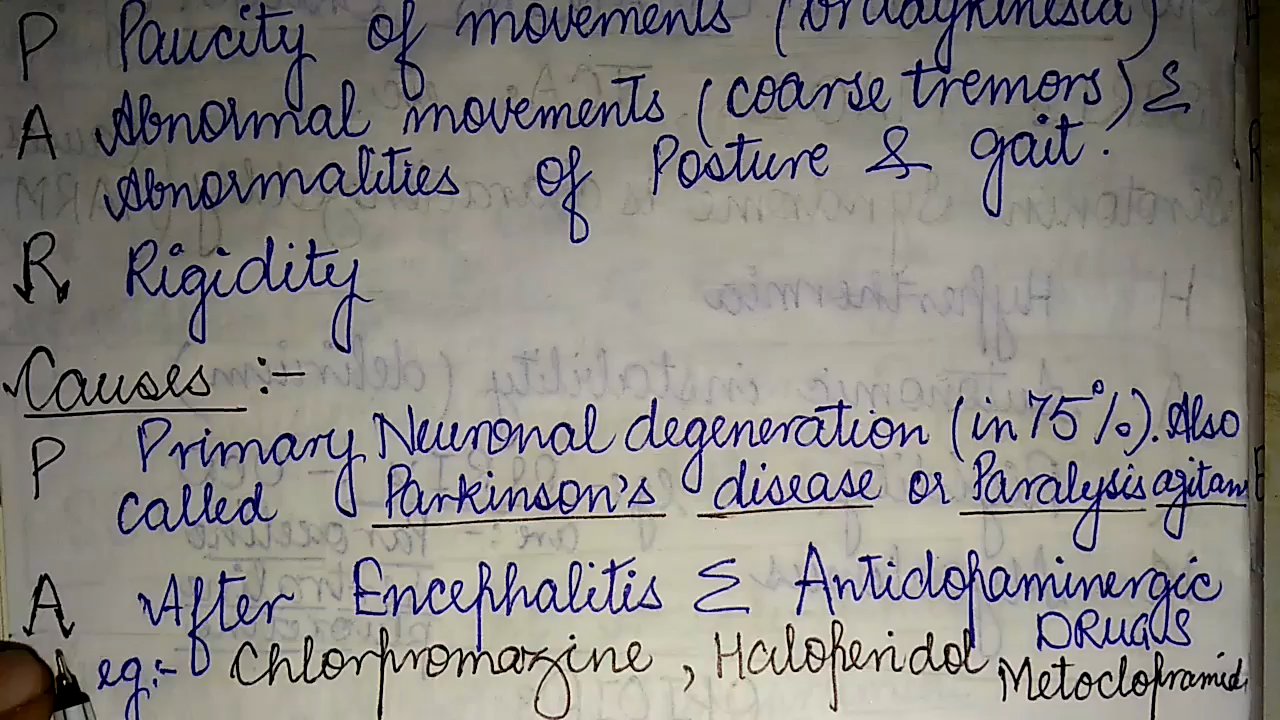 P Paucity of movements (bradykinesia)
A Abnormal movements (coarse tremors) &
Abnormalities of Posture & gait.
R Rigidity
Causes :-
P Primary Neuronal degeneration (in 75%). Also
called Parkinson's disease or Paralysis agitans
A After Encephalitis & Antidopaminergic
DRUGS
eg:- Chlorpromazine, Haloperidol Metoclopramid